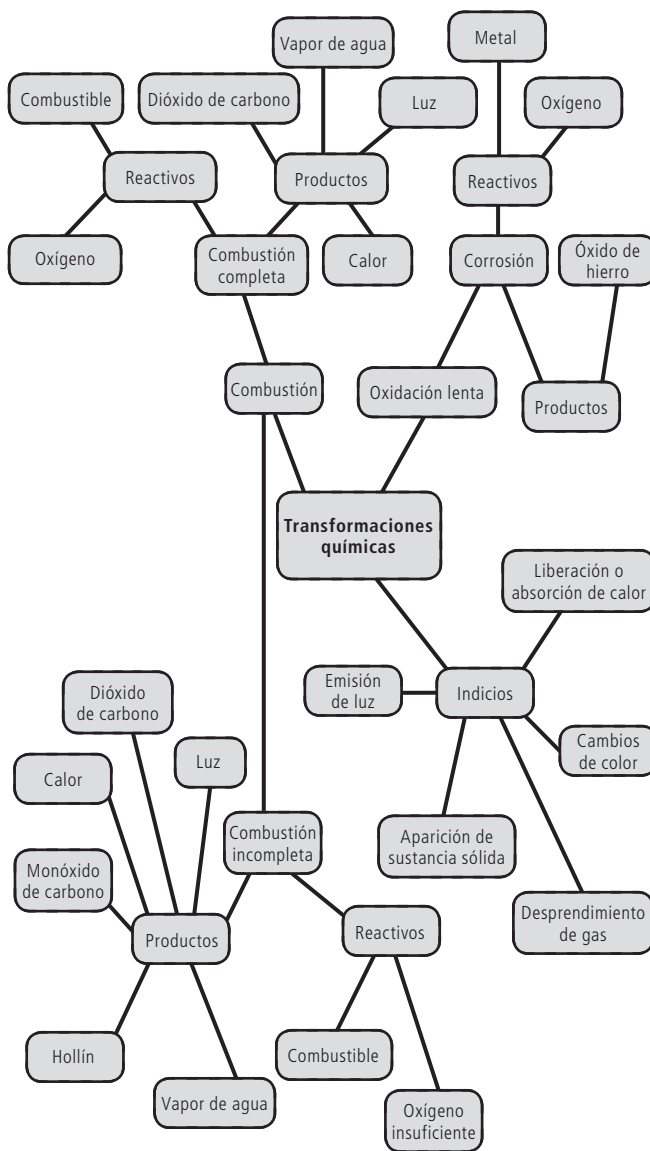 Vapor de agua
Metal
Combustible
Dióxido de carbono
Luz
Oxígeno
Reactivos
Productos
Reactivos
Oxígeno
Combustión
completa
Calor
Corrosión
Óxido de
hierro
Combustión
Oxidación lenta
Productos
Transformaciones
químicas
Liberación o
absorción de calor
Emisión
de luz
Indicios
Dióxido
de carbono
Cambios
de color
Luz
Calor
Combustión
incompleta
Aparición de
sustancia sólida
Monóxido
de carbono
Desprendimiento
de gas
Productos
Reactivos
Hollín
Combustible
Vapor de agua
Oxígeno
insuficiente